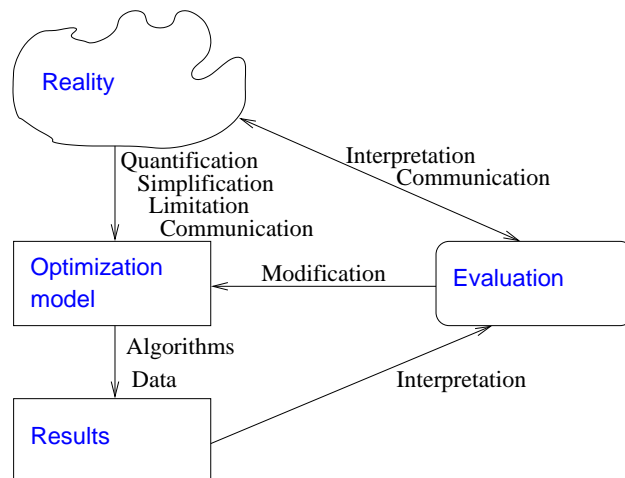 Reality
Quantification
Simplification
Limitation
Communication
Interpretation
Communication
Optimization
model
Modification
Evaluation
Algorithms
Data
Interpretation
Results